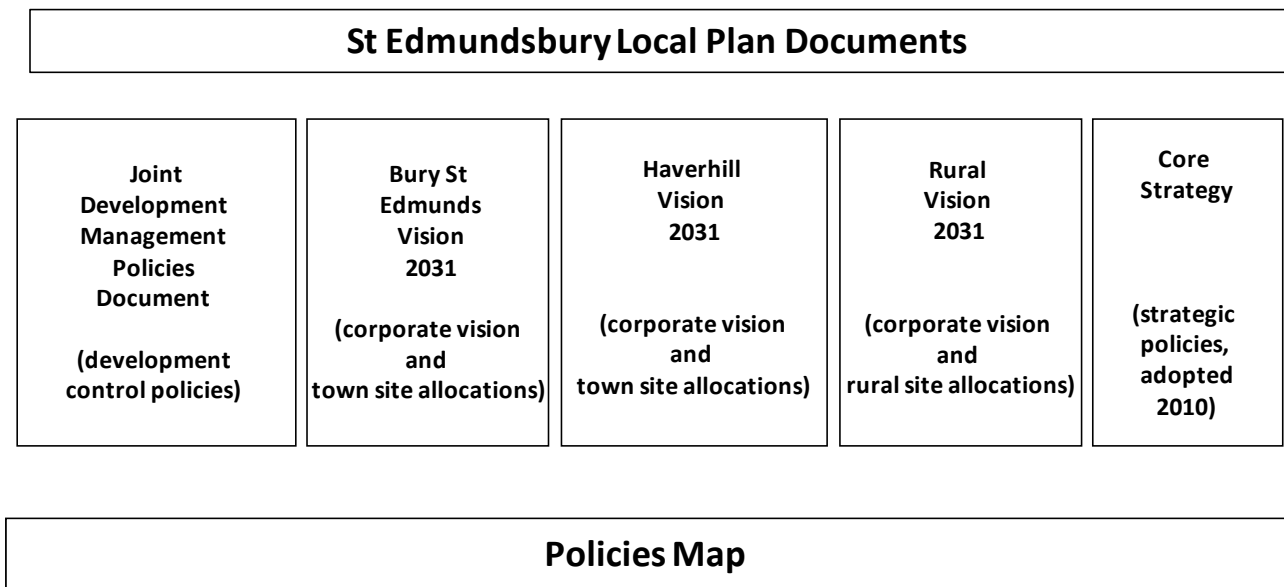 St Edmundsbury Local Plan Documents
Joint
Development
Management
Policies
Document
(development
control policies)
Bury St
Edmunds
Vision
2031
(corporate vision
and
town site allocations)
Haverhill
Vision
2031
(corporate vision
and
town site allocations)
Rural
Vision
2031
(corporate vision
and
rural site allocations)
Core
Strategy
(strategic
policies,
adopted
2010)
Policies Map